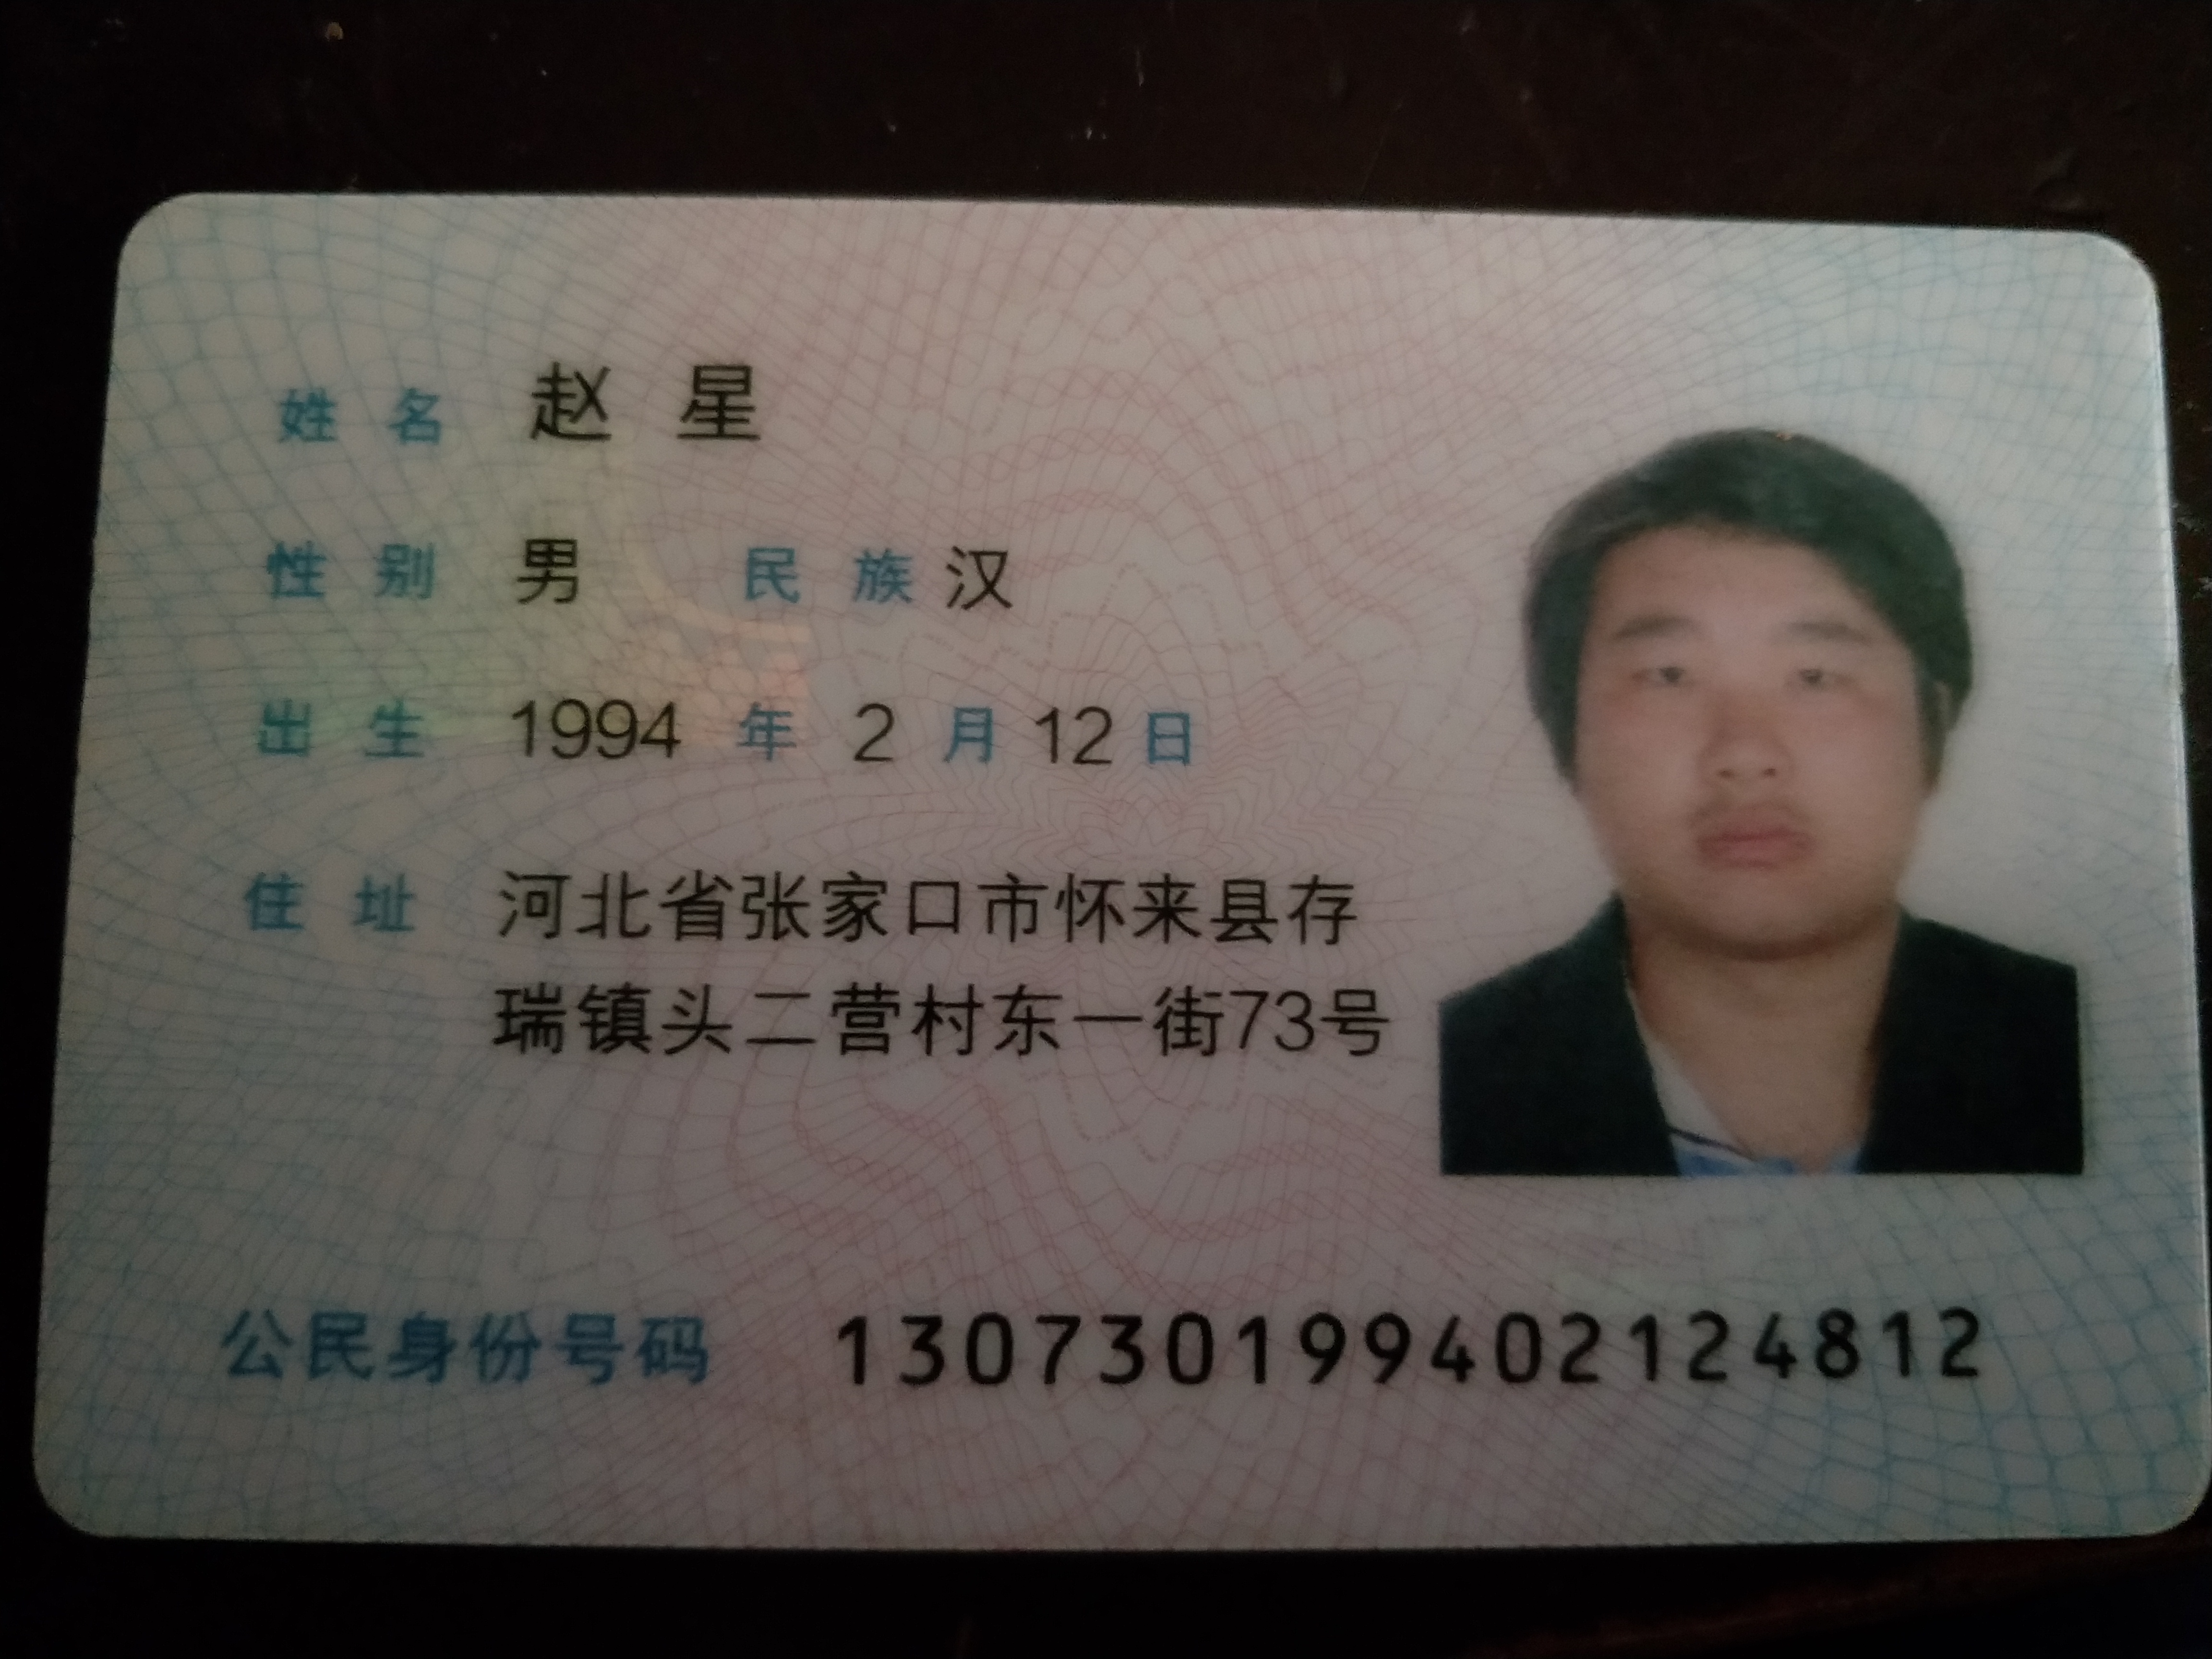 姓名 赵星
性别 男 民族 汉
出生 1994 年 2 月 12 日
住址 河北省张家口市怀来县存
瑞镇头二营村东一街73号
公民身份号码 130730199402124812